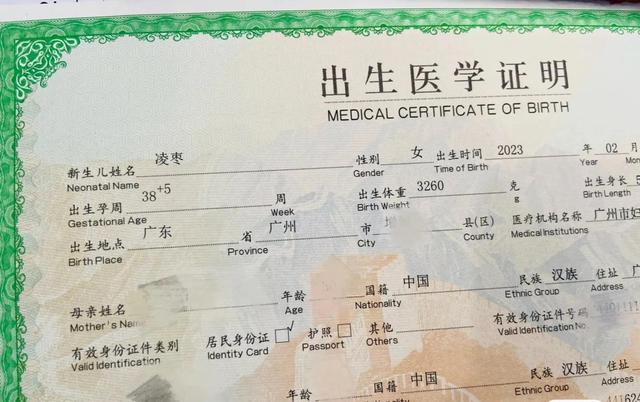 出生医学证明
MEDICAL CERTIFICATE OF BIRTH
新生儿姓名 凌枣 性别 女 出生时间 2023 年 02 月
Neonatal Name Gender Time of Birth Year Mon
出生孕周 38+5 周 出生体重 3260 克 出生身长 5
Gestational Age Week Birth Weight g Birth Length
出生地点 广东 省 广州 市 县(区) 医疗机构名称 广州市妇
Birth Place Province City County Medical Institutions
母亲姓名 年龄 国籍 中国 民族 汉族 住址 广
Mother's Age Nationality Ethnic Group Address
有效身份证件类别 居民身份证 护照 其他 有效身份证件号码
Valid Identification Identity Card Passport Others Valid Identification No.
年龄 国籍 中国 民族 汉族 住址